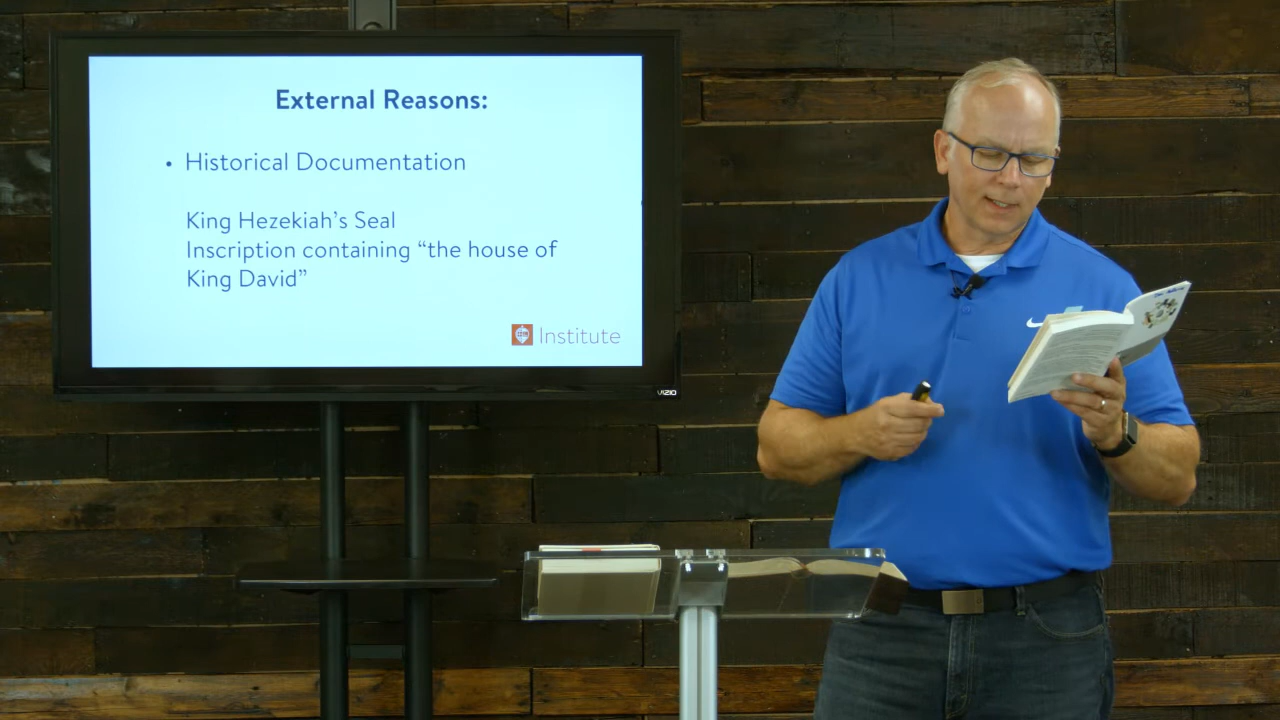 External Reasons:
• Historical Documentation
King Hezekiah’s Seal
Inscription containing “the house of
King David”
Institute
VIZIO